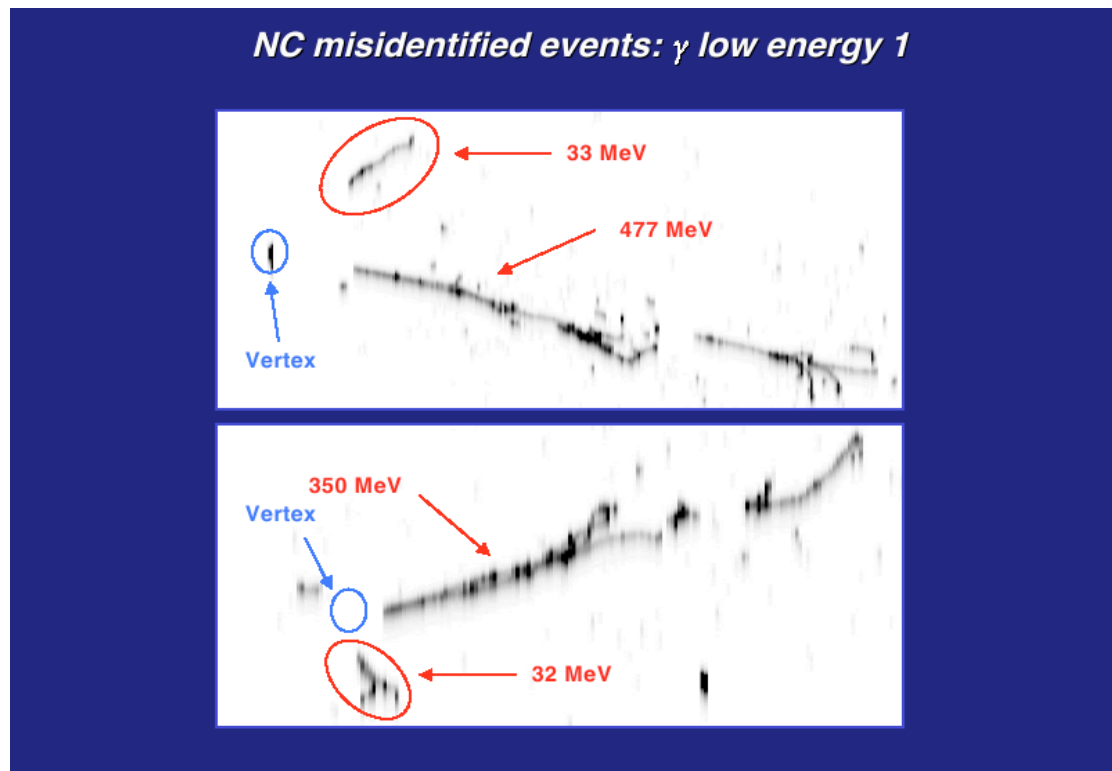 NC misidentified events: γ low energy 1
33 MeV
477 MeV
Vertex
350 MeV
Vertex
32 MeV